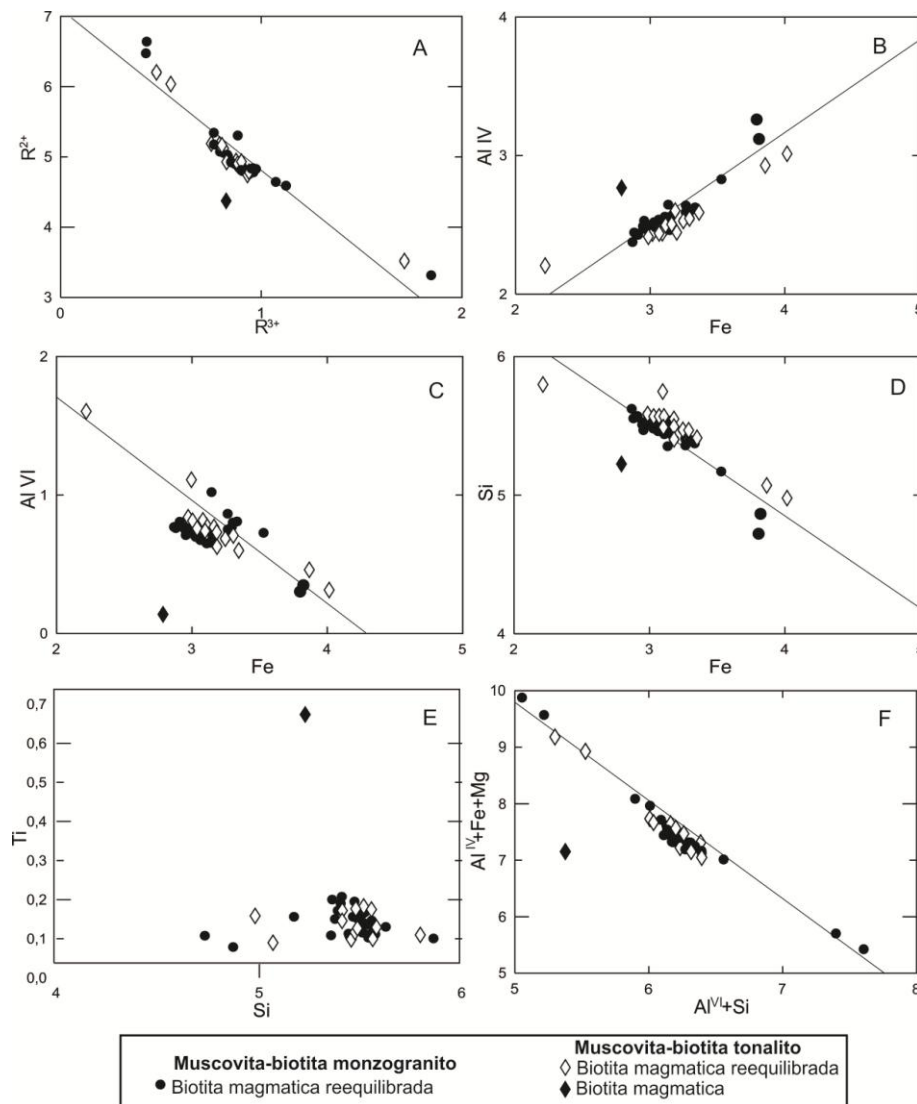 7
6
5
4
3
R²⁺
A
0
1
2
R³⁺
4
3
2
Al IV
B
2
3
4
5
Fe
2
1
0
Al VI
C
2
3
4
5
Fe
6
5
4
Si
D
2
3
4
5
Fe
0,7
0,6
0,5
0,4
0,3
0,2
0,1
0,0
Ti
E
4
5
6
Si
10
9
8
7
6
5
Al^IV+Fe+Mg
F
5
6
7
8
Al^VI+Si
Muscovita-biotita monzogranito
Biotita magmatica reequilibrada
Muscovita-biotita tonalito
Biotita magmatica reequilibrada
Biotita magmatica